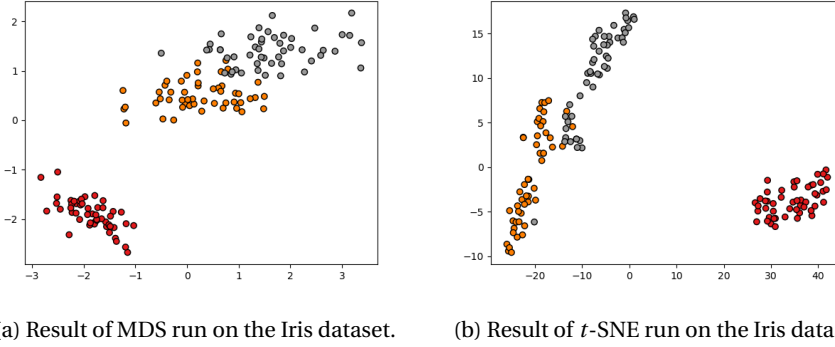 2
1
0
−1
−2
−3 −2 −1 0 1 2 3
15
10
5
0
−5
−10
−20 −10 0 10 20 30 40
a) Result of MDS run on the Iris dataset.
(b) Result of t-SNE run on the Iris data